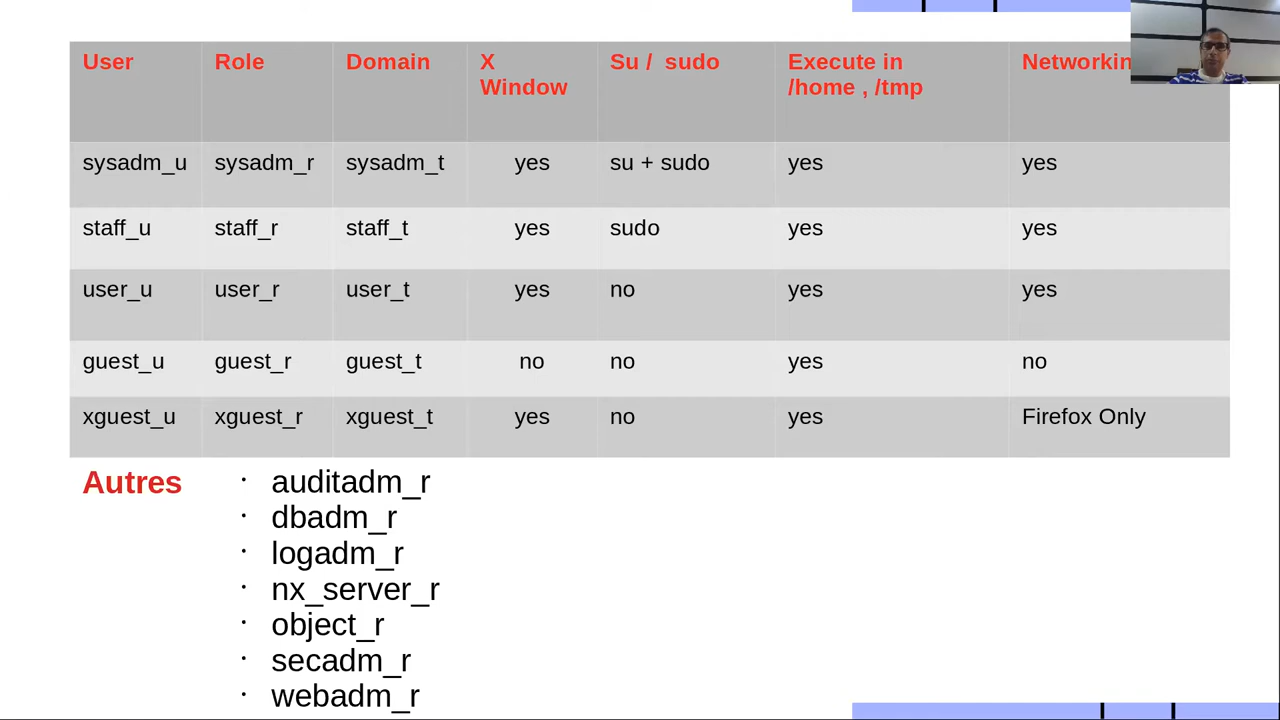 User Role Domain X Window Su / sudo Execute in /home , /tmp Networkin
sysadm_u sysadm_r sysadm_t yes su + sudo yes yes
staff_u staff_r staff_t yes sudo yes yes
user_u user_r user_t yes no yes yes
guest_u guest_r guest_t no no yes no
xguest_u xguest_r xguest_t yes no yes Firefox Only
Autres
· auditadm_r
· dbadm_r
· logadm_r
· nx_server_r
· object_r
· secadm_r
· webadm_r